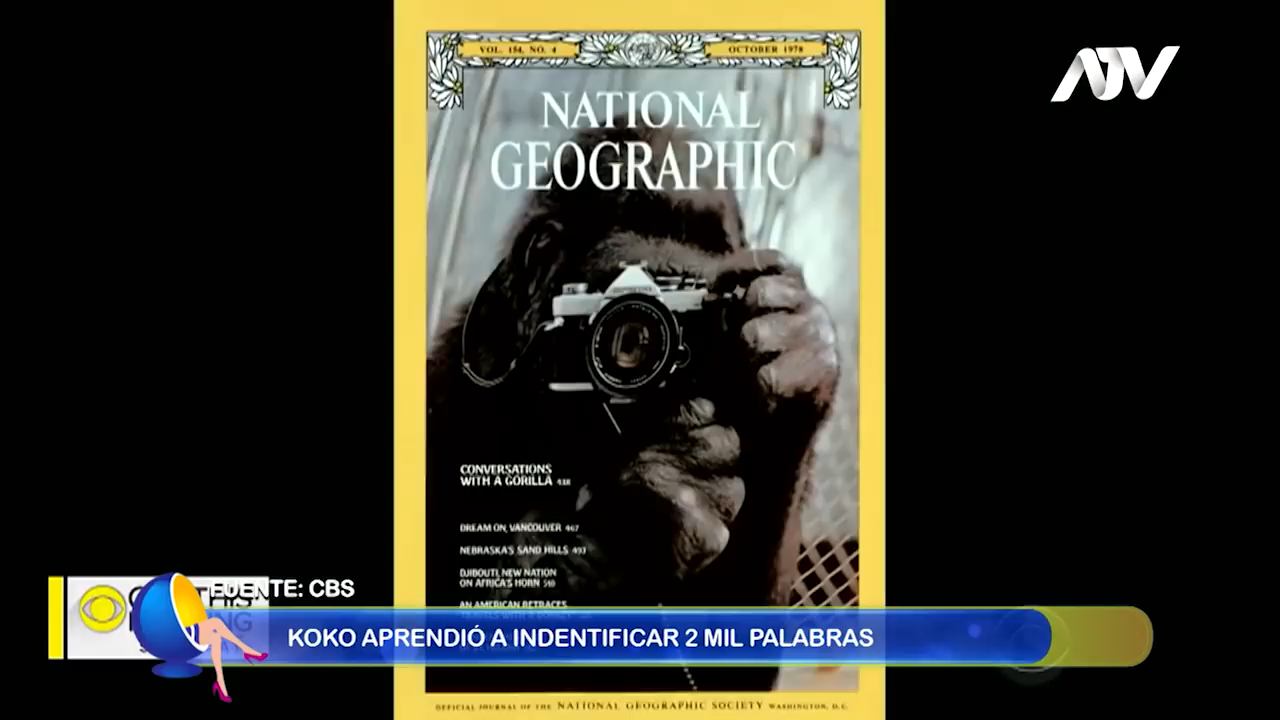 VOL. 154, NO. 4
OCTOBER 1978
ATV
NATIONAL
GEOGRAPHIC
CONVERSATIONS
WITH A GORILLA 438
DREAM ON, VANCOUVER 467
NEBRASKA'S SAND HILLS 493
DJIBOUTI, NEW NATION
ON AFRICA'S HORN 518
AN AMERICAN RETRACES
FUENTE: CBS
KOKO APRENDIÓ A INDENTIFICAR 2 MIL PALABRAS
OFFICIAL JOURNAL OF THE NATIONAL GEOGRAPHIC SOCIETY WASHINGTON, D.C.